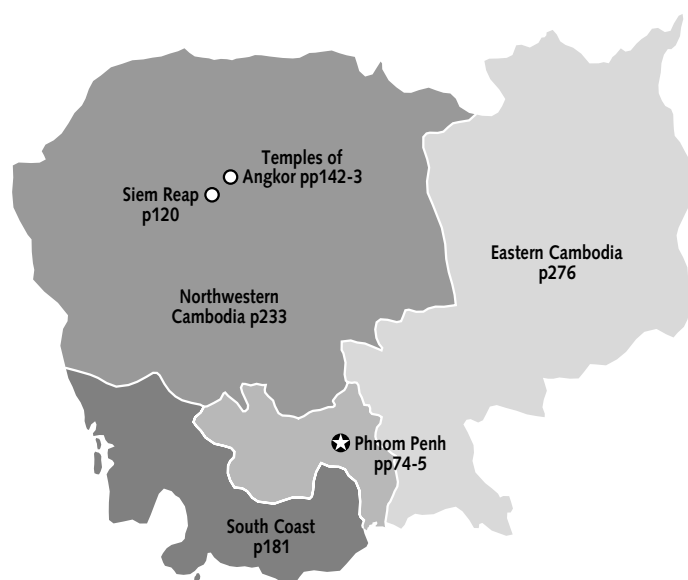 Temples of
Angkor pp142-3
Siem Reap
p120
Eastern Cambodia
p276
Northwestern
Cambodia p233
Phnom Penh
pp74-5
South Coast
p181